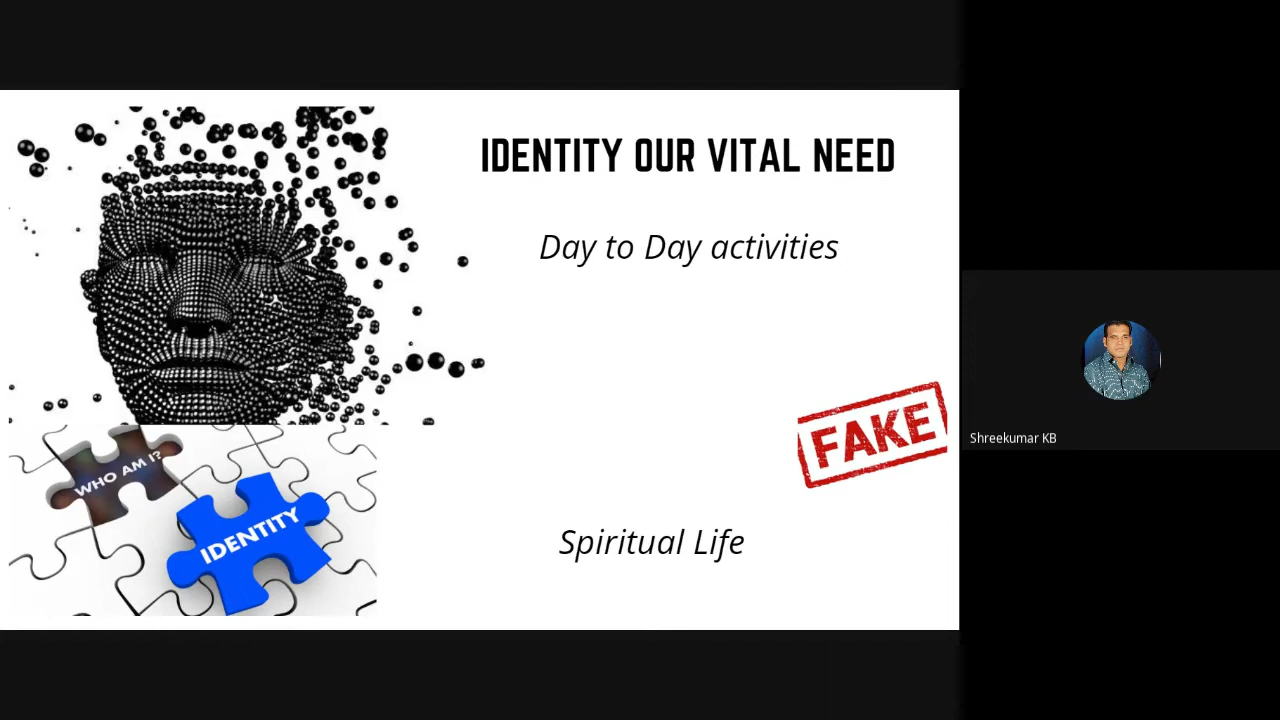 IDENTITY OUR VITAL NEED
Day to Day activities
FAKE
WHO AM I?
IDENTITY
Spiritual Life
Shreekumar KB